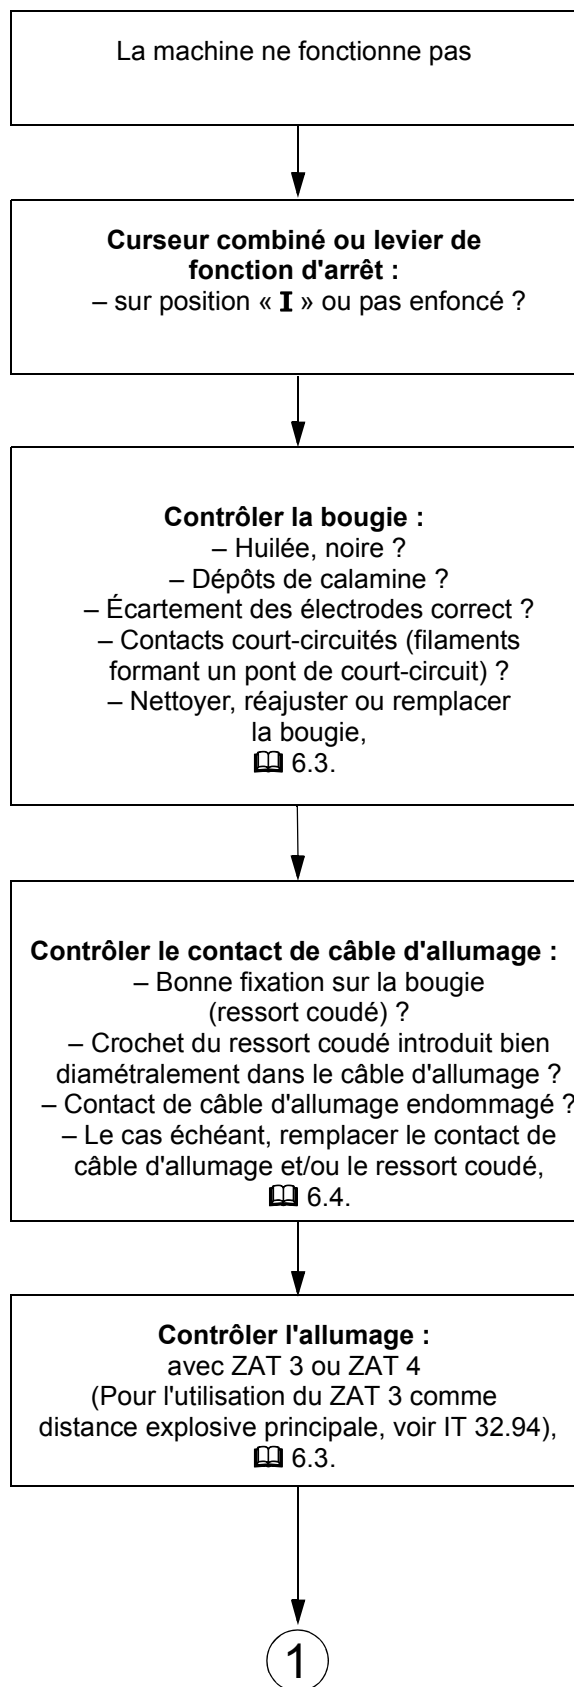 La machine ne fonctionne pas
Curseur combiné ou levier de
fonction d'arrêt :
– sur position « I » ou pas enfoncé ?
Contrôler la bougie :
– Huilée, noire ?
– Dépôts de calamine ?
– Écartement des électrodes correct ?
– Contacts court-circuités (filaments
formant un pont de court-circuit) ?
– Nettoyer, réajuster ou remplacer
la bougie,
6.3.
Contrôler le contact de câble d'allumage :
– Bonne fixation sur la bougie
(ressort coudé) ?
– Crochet du ressort coudé introduit bien
diamétralement dans le câble d'allumage ?
– Contact de câble d'allumage endommagé ?
– Le cas échéant, remplacer le contact de
câble d'allumage et/ou le ressort coudé,
6.4.
Contrôler l'allumage :
avec ZAT 3 ou ZAT 4
(Pour l'utilisation du ZAT 3 comme
distance explosive principale, voir IT 32.94),
6.3.
1